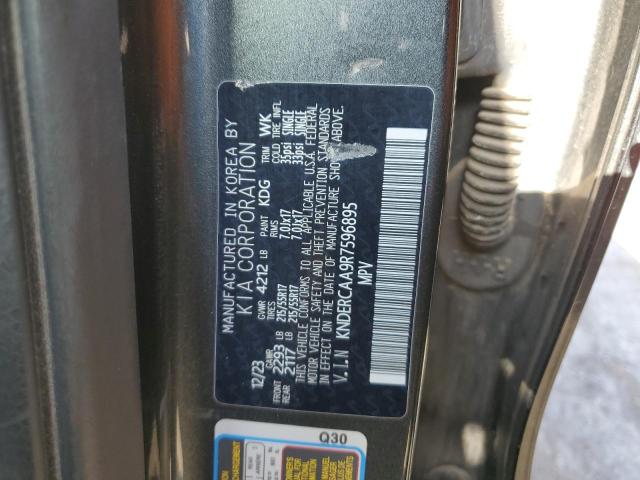 MANUFACTURED IN KOREA BY
KIA CORPORATION
12/23 GVWR 4212 LB PAINT KDG TRIM WK
GAWR TIRES RIMS COLD TIRE INFL
FRONT 2293 LB 215/55R17 7.0Jx17 35psi SINGLE
REAR 2117 LB 215/55R17 7.0Jx17 33psi SINGLE
THIS VEHICLE CONFORMS TO ALL APPLICABLE U.S.A. FEDERAL
MOTOR VEHICLE SAFETY AND THEFT PREVENTION STANDARDS
IN EFFECT ON THE DATE OF MANUFACTURE SHO ABOVE.
V.I.N KNDERCAA9R7596895
MPV
Q30